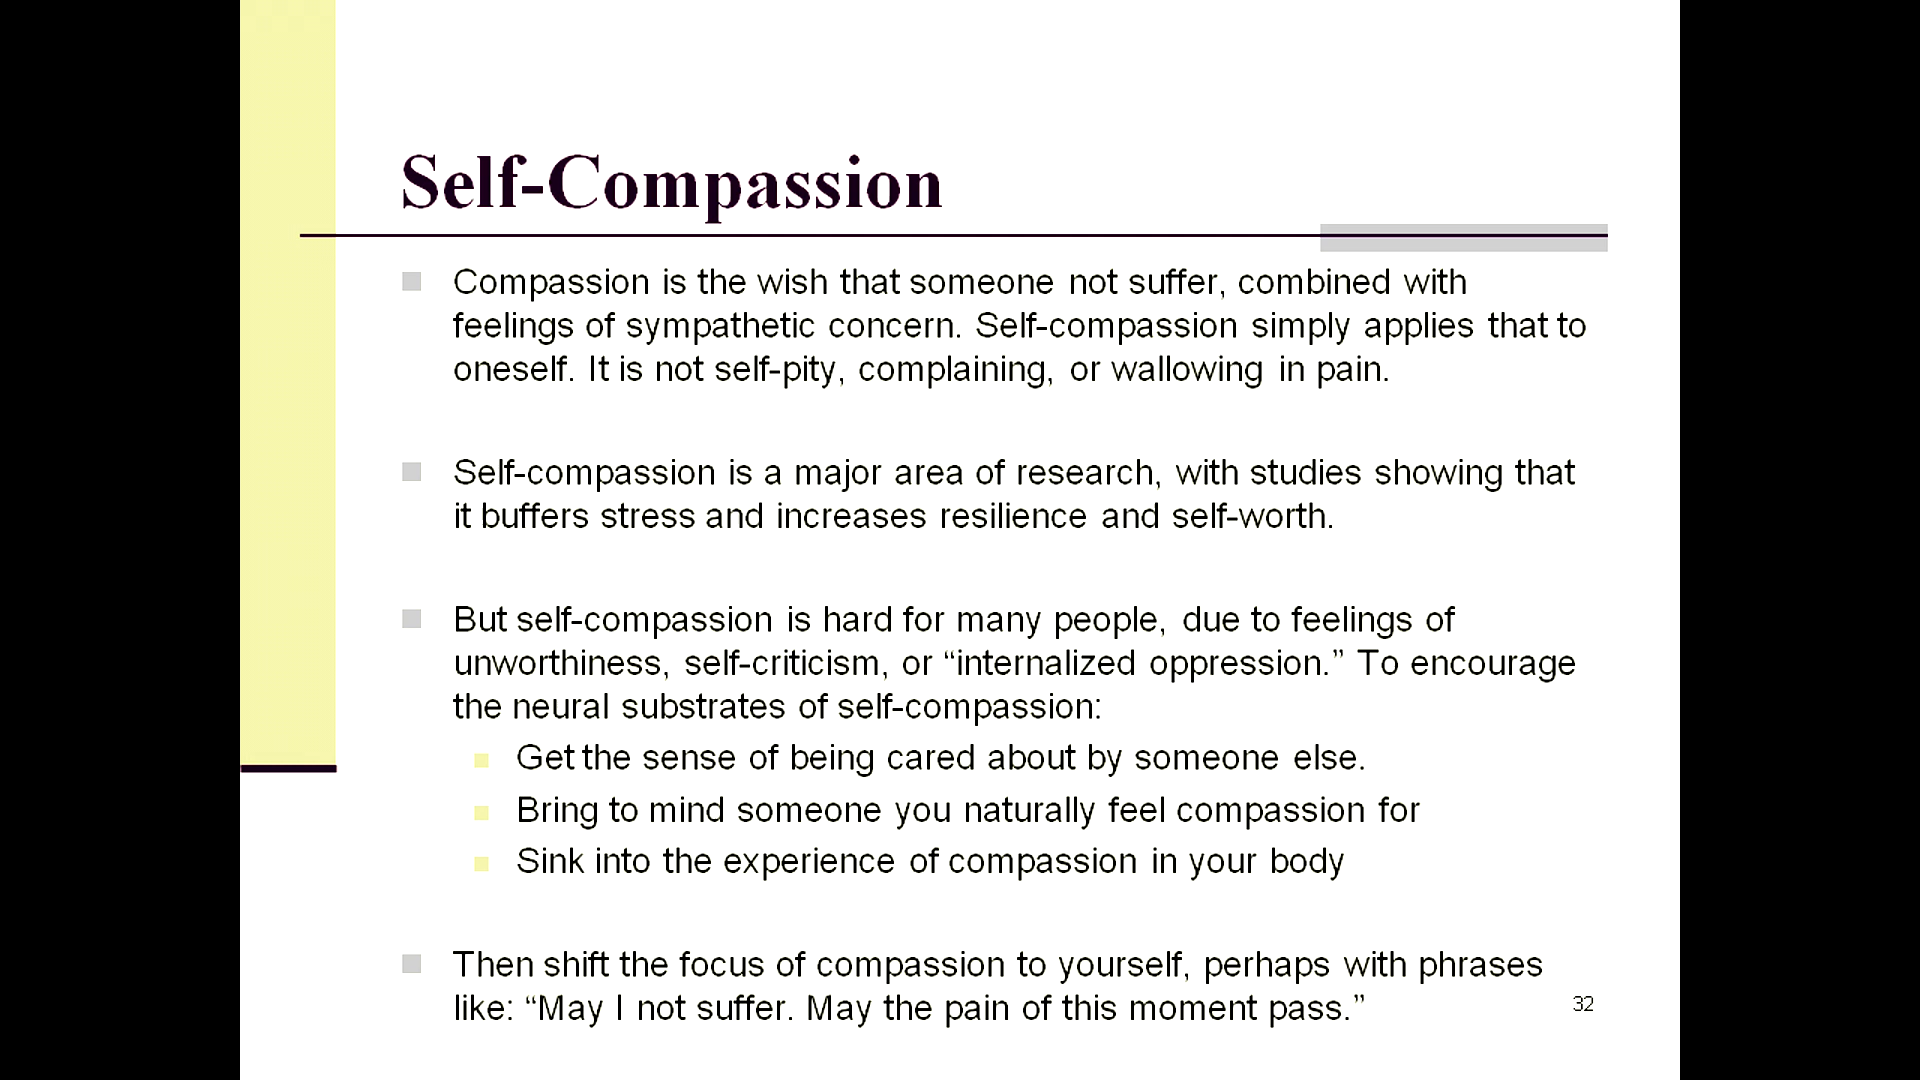 Self-Compassion
Compassion is the wish that someone not suffer, combined with
feelings of sympathetic concern. Self-compassion simply applies that to
oneself. It is not self-pity, complaining, or wallowing in pain.
Self-compassion is a major area of research, with studies showing that
it buffers stress and increases resilience and self-worth.
But self-compassion is hard for many people, due to feelings of
unworthiness, self-criticism, or “internalized oppression.” To encourage
the neural substrates of self-compassion:
Get the sense of being cared about by someone else.
Bring to mind someone you naturally feel compassion for
Sink into the experience of compassion in your body
Then shift the focus of compassion to yourself, perhaps with phrases
like: “May I not suffer. May the pain of this moment pass.”
32